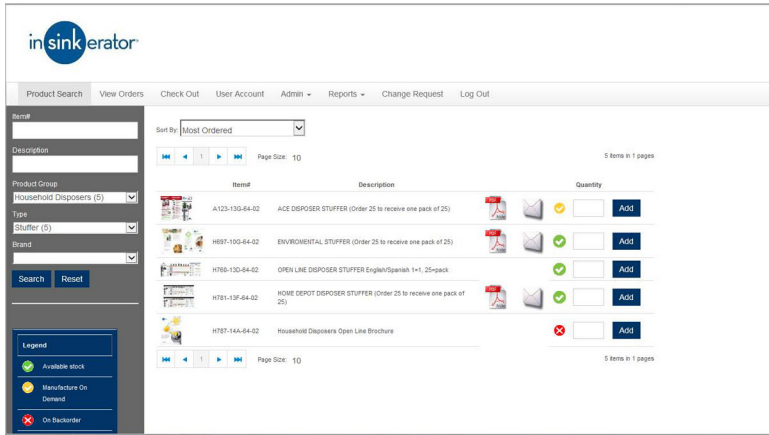 insinkerator
Product Search View Orders Check Out User Account Admin Reports Change Request Log Out
Item#
Description
Product Group
Household Disposers (5)
Type
Stuffer (5)
Brand
Search Reset
Legend
Available stock
Manufacture On
Demand
On Backorder
Sort By: Most Ordered
1 Page Size: 10 5 items in 1 pages
Item# Description Quantity
A123-13G-64-02 ACE DISPOSER STUFFER (Order 25 to receive one pack of 25) PDF Add
H697-10G-64-02 ENVIROMENTAL STUFFER (Order 25 to receive one pack of 25) PDF Add
H760-13D-64-02 OPEN LINE DISPOSER STUFFER English/Spanish 1=1, 25=pack Add
H781-13F-64-02 HOME DEPOT DISPOSER STUFFER (Order 25 to receive one pack of
25) PDF Add
H787-14A-64-02 Household Disposers Open Line Brochure Add
1 Page Size: 10 5 items in 1 pages